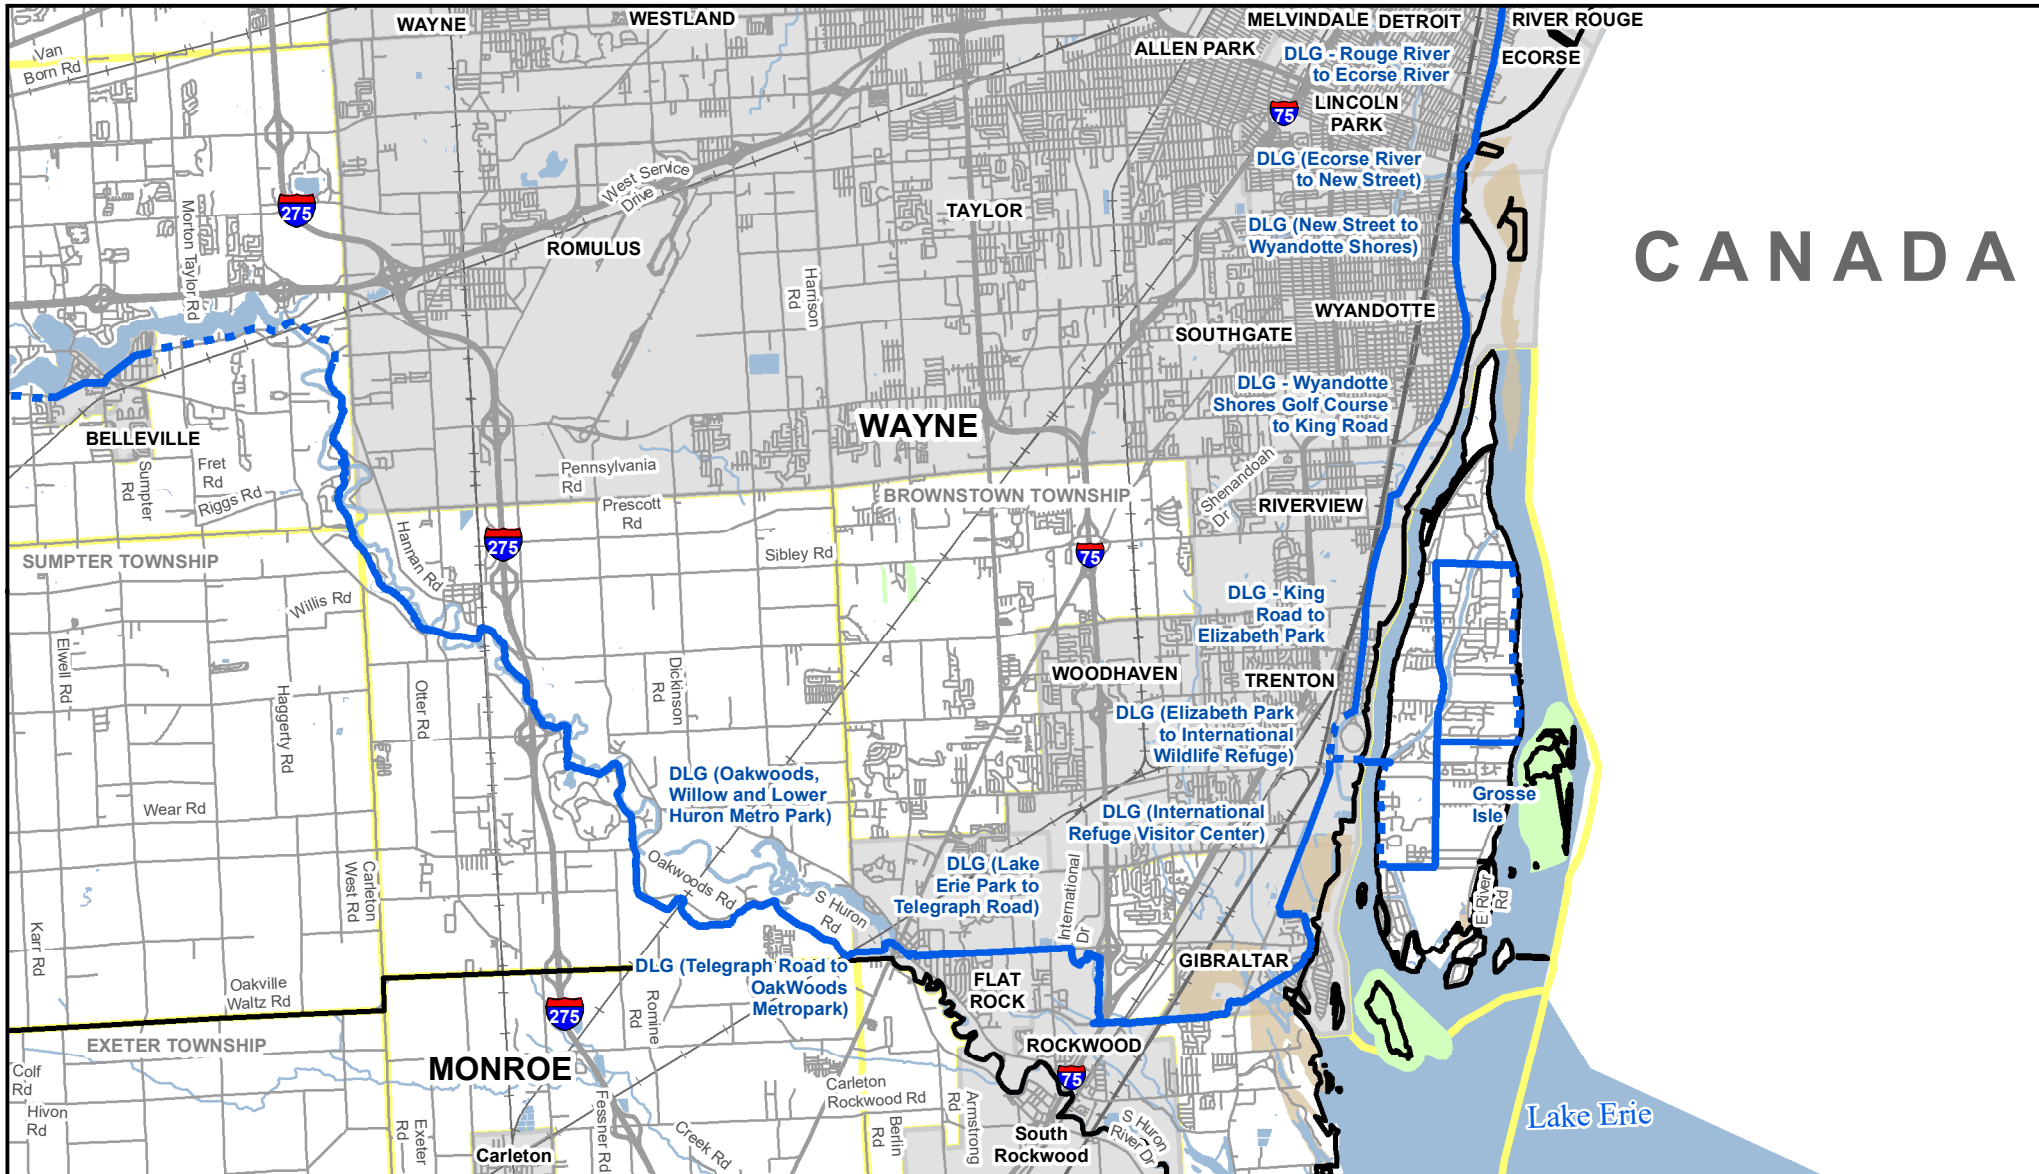 WAYNE
WESTLAND
MELVINDALE
DETROIT
RIVER ROUGE
ECORSE
ALLEN PARK
Van
Born Rd
DLG - Rouge River
to Ecorse River
LINCOLN
PARK
75
DLG (Ecorse River
to New Street)
West Service
Drive
275
Morton Taylor Rd
TAYLOR
ROMULUS
DLG (New Street to
Wyandotte Shores)
CANADA
Harrison
Rd
WYANDOTTE
SOUTHGATE
DLG - Wyandotte
Shores Golf Course
to King Road
WAYNE
BELLEVILLE
Sumpter
Rd
Fret
Rd
Riggs Rd
Pennsylvania
Rd
Prescott
Rd
BROWNSTOWN TOWNSHIP
Shenandoah
Dr
RIVERVIEW
Hannan Rd
275
Sibley Rd
75
SUMPTER TOWNSHIP
Willis Rd
DLG - King
Road to
Elizabeth Park
Elwell Rd
Haggerty Rd
Otter Rd
Dickinson
Rd
WOODHAVEN
TRENTON
DLG (Elizabeth Park
to International
Wildlife Refuge)
DLG (Oakwoods,
Willow and Lower
Huron Metro Park)
Wear Rd
DLG (International
Refuge Visitor Center)
Grosse
Isle
Carleton
West Rd
Oakwoods Rd
S Huron
Rd
DLG (Lake
Erie Park to
Telegraph Road)
International
Dr
E River
Rd
Karr Rd
DLG (Telegraph Road to
OakWoods
Metropark)
FLAT
ROCK
GIBRALTAR
Oakville
Waltz Rd
275
Romine
Rd
EXETER TOWNSHIP
MONROE
ROCKWOOD
75
Colf
Rd
Hivon
Rd
Exeter
Rd
Fessner Rd
Carleton
Rockwood Rd
Berlin
Rd
Armstrong
Rd
Creek Rd
Carleton
South
Rockwood
S Huron
River Dr
Lake Erie